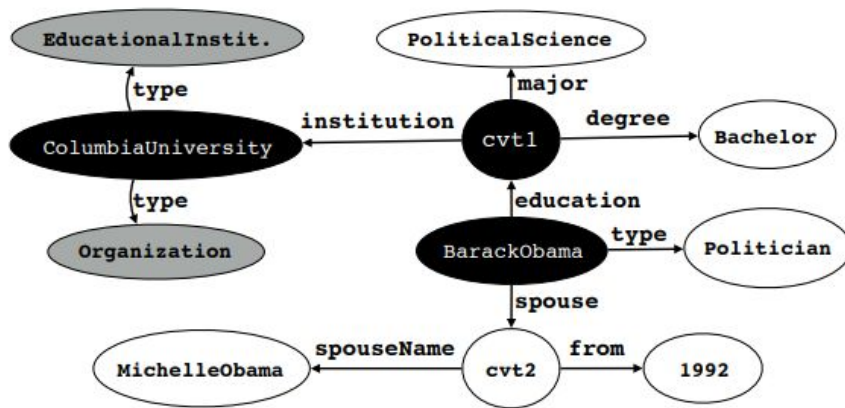 EducationalInstit.
PoliticalScience
type
major
institution
degree
ColumbiaUniversity
cvt1
Bachelor
type
education
Organization
BarackObama
type
Politician
spouse
MichelleObama
spouseName
cvt2
from
1992